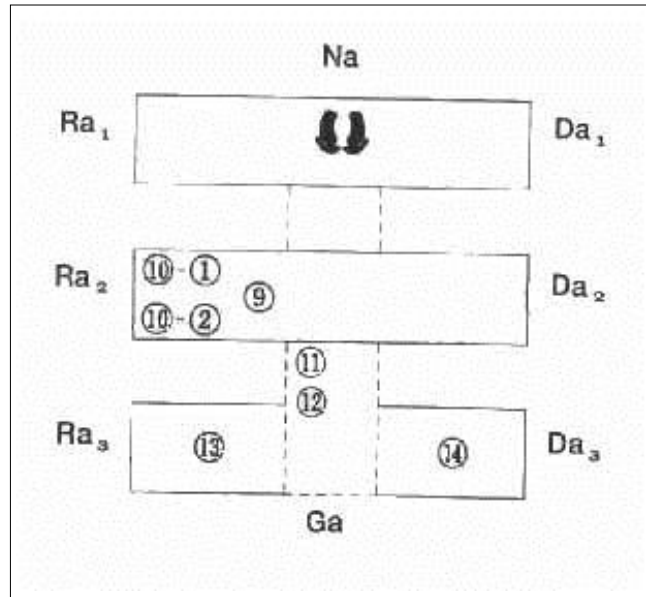 Na
Ra₁ Da₁
Ra₂ ⑩-① ⑨ Da₂
⑩-②
⑪
⑫
Ra₃ ⑬ ⑭ Da₃
Ga